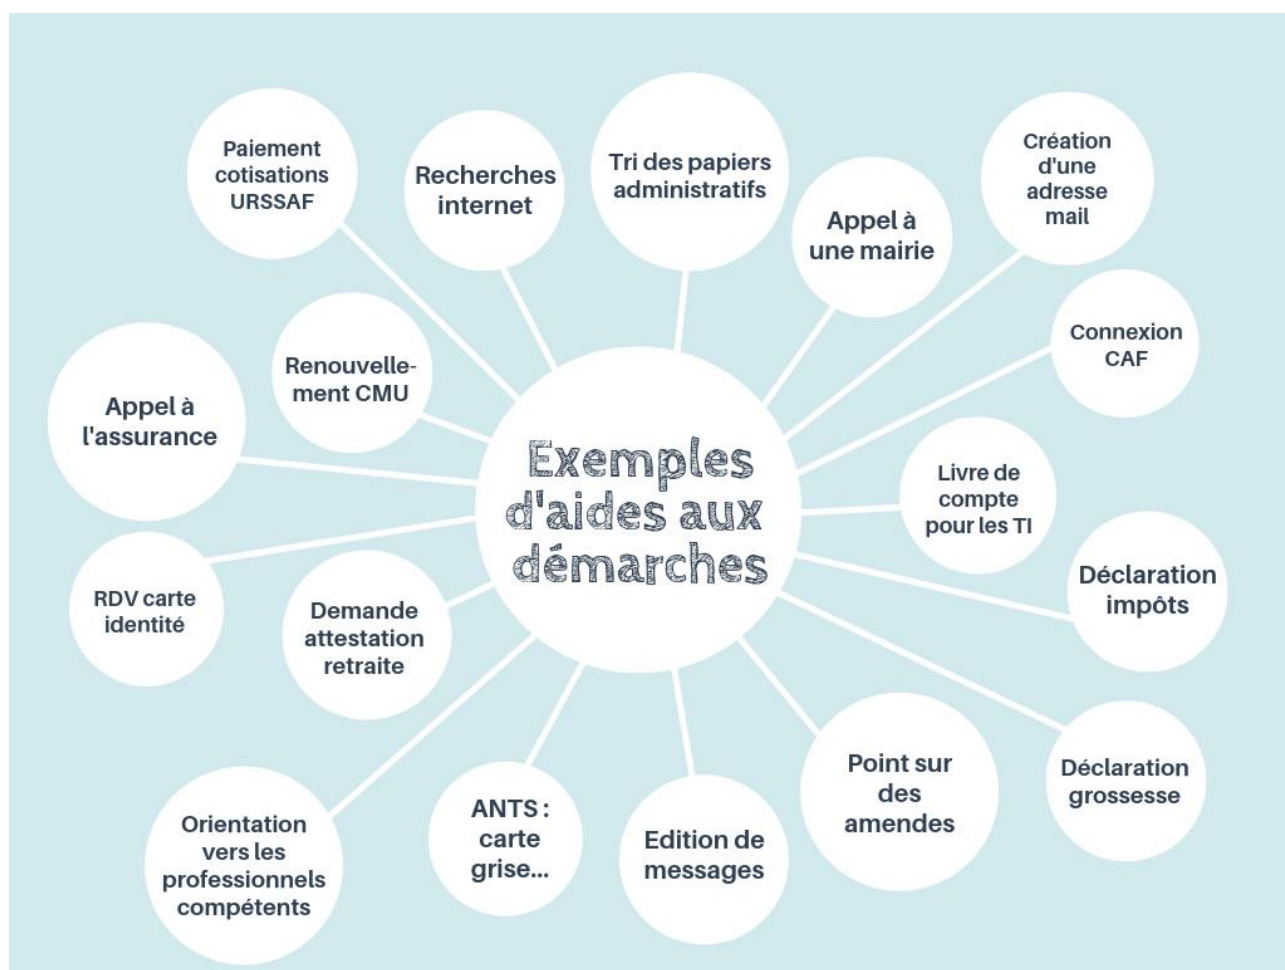 Paiement
cotisations
URSSAF
Recherches
internet
Tri des papiers
administratifs
Appel à
une mairie
Création
d'une
adresse
mail
Connexion
CAF
Renouvelle-
ment CMU
Appel à
l'assurance
Exemples
d'aides aux
démarches
Livre de
compte
pour les TI
Déclaration
impôts
RDV carte
identité
Demande
attestation
retraite
Orientation
vers les
professionnels
compétents
ANTS :
carte
grise...
Edition de
messages
Point sur
des
amendes
Déclaration
grossesse